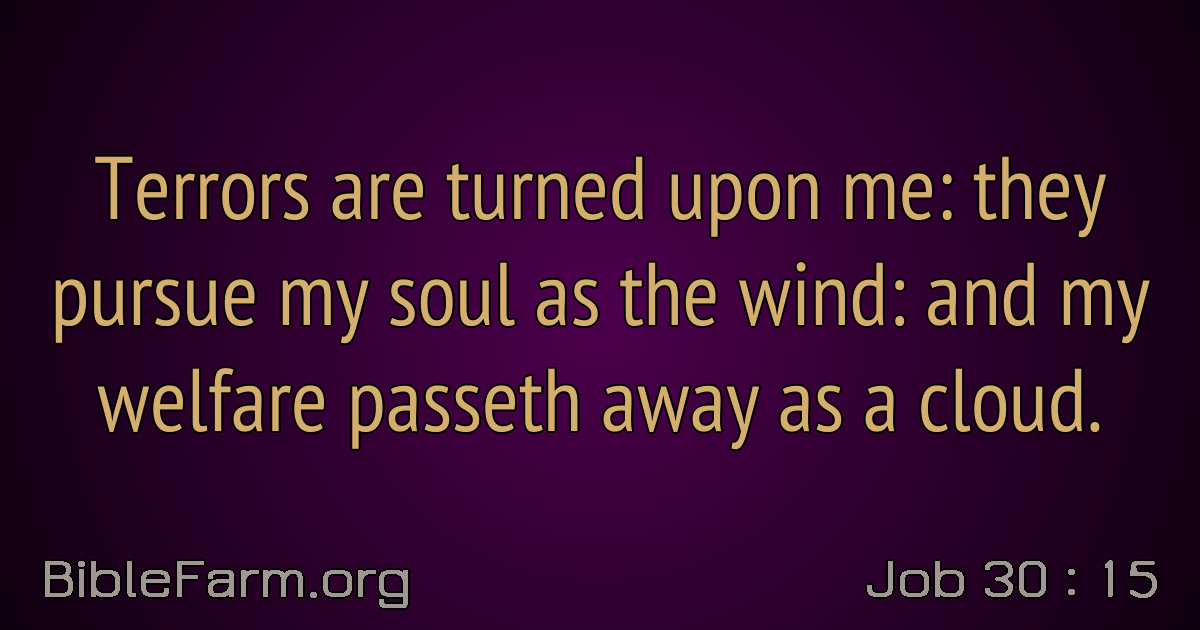 Terrors are turned upon me: they
pursue my soul as the wind: and my
welfare passeth away as a cloud.
BibleFarm.org
Job 30 : 15